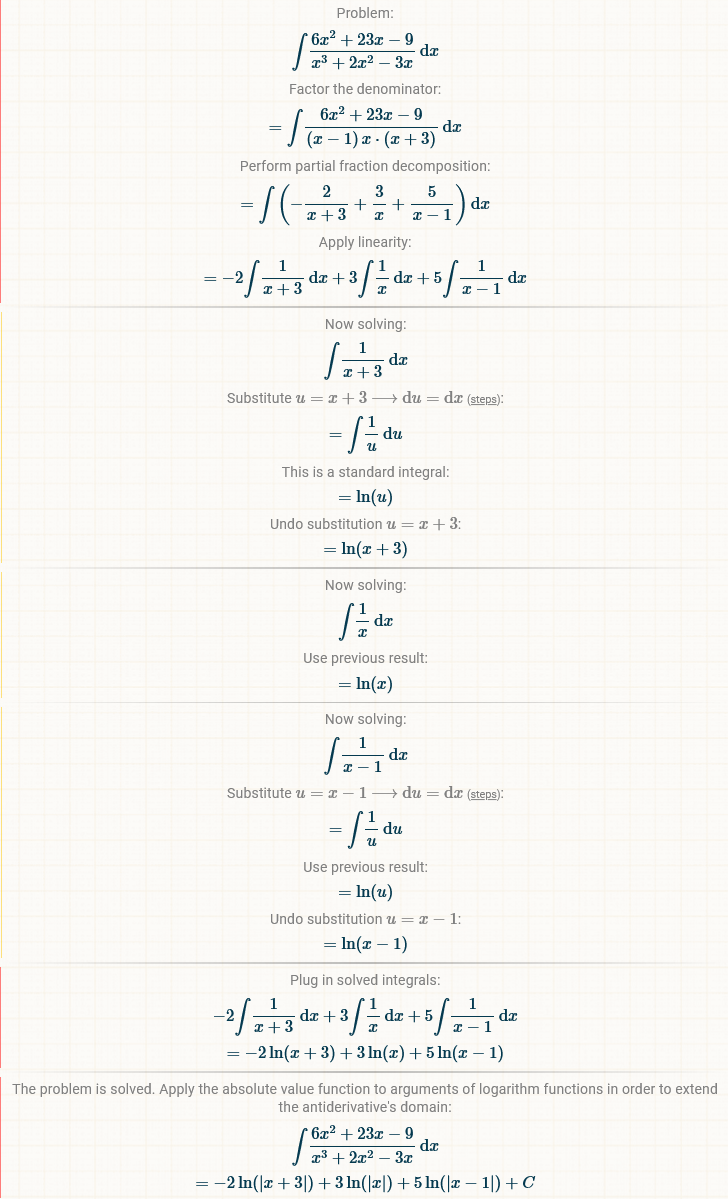 Problem:
∫ (6x² + 23x − 9)/(x³ + 2x² − 3x) dx
Factor the denominator:
= ∫ (6x² + 23x − 9)/((x − 1) x · (x + 3)) dx
Perform partial fraction decomposition:
= ∫ (− 2/(x + 3) + 3/x + 5/(x − 1)) dx
Apply linearity:
= −2 ∫ 1/(x + 3) dx + 3 ∫ 1/x dx + 5 ∫ 1/(x − 1) dx
Now solving:
∫ 1/(x + 3) dx
Substitute u = x + 3 ⟶ du = dx (steps):
= ∫ 1/u du
This is a standard integral:
= ln(u)
Undo substitution u = x + 3:
= ln(x + 3)
Now solving:
∫ 1/x dx
Use previous result:
= ln(x)
Now solving:
∫ 1/(x − 1) dx
Substitute u = x − 1 ⟶ du = dx (steps):
= ∫ 1/u du
Use previous result:
= ln(u)
Undo substitution u = x − 1:
= ln(x − 1)
Plug in solved integrals:
−2 ∫ 1/(x + 3) dx + 3 ∫ 1/x dx + 5 ∫ 1/(x − 1) dx
= −2 ln(x + 3) + 3 ln(x) + 5 ln(x − 1)
The problem is solved. Apply the absolute value function to arguments of logarithm functions in order to extend
the antiderivative's domain:
∫ (6x² + 23x − 9)/(x³ + 2x² − 3x) dx
= −2 ln(|x + 3|) + 3 ln(|x|) + 5 ln(|x − 1|) + C